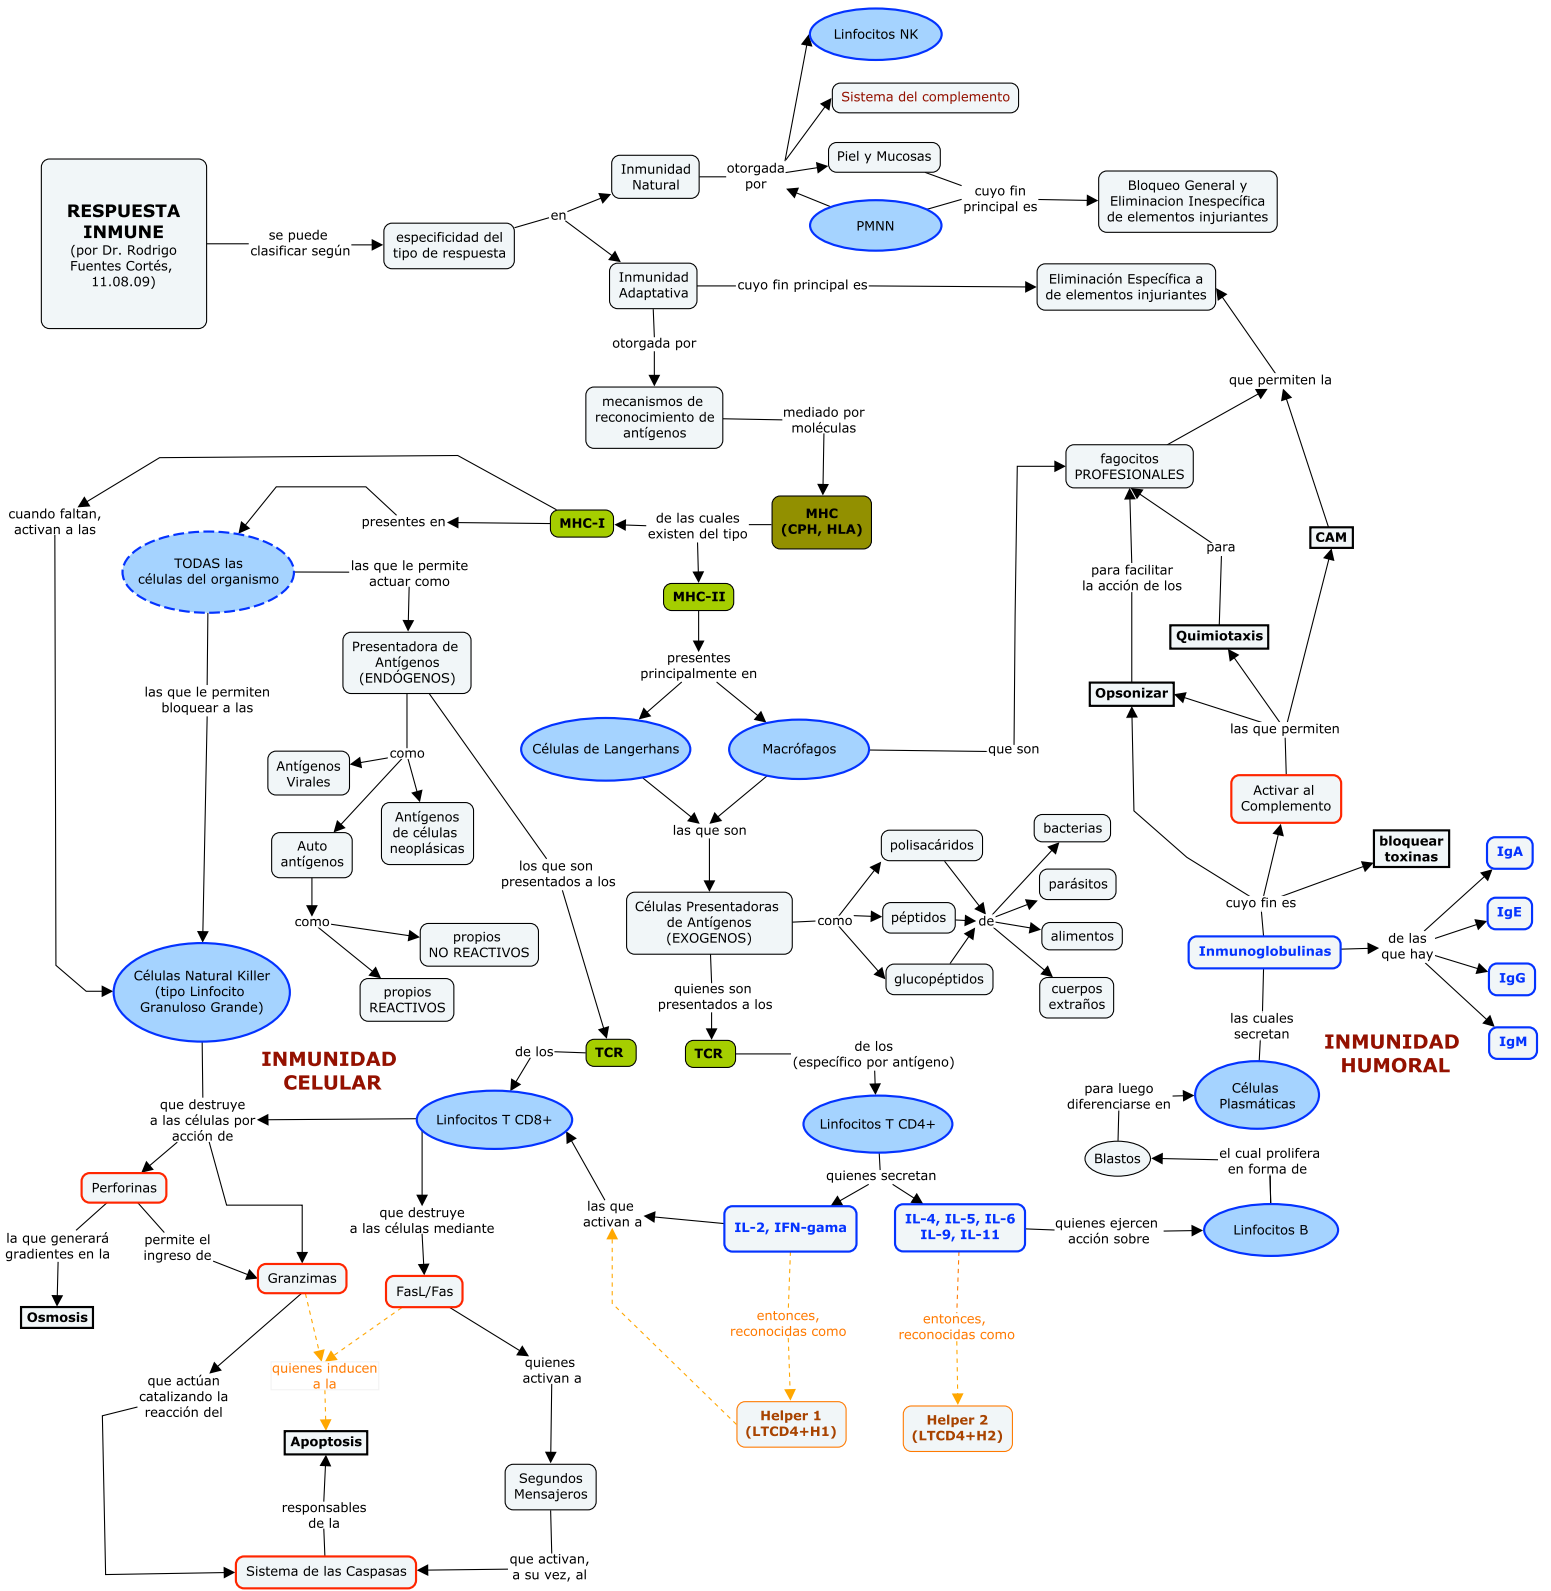 Linfocitos NK
Sistema del complemento
Piel y Mucosas
Inmunidad
Natural
otorgada
por
Bloqueo General y
Eliminacion Inespecífica
de elementos injuriantes
cuyo fin
principal es
PMNN
RESPUESTA
INMUNE
(por Dr. Rodrigo
Fuentes Cortés,
11.08.09)
se puede
clasificar según
especificidad del
tipo de respuesta
en
Inmunidad
Adaptativa
cuyo fin principal es
Eliminación Específica a
de elementos injuriantes
otorgada por
que permiten la
mecanismos de
reconocimiento de
antígenos
mediado por
moléculas
fagocitos
PROFESIONALES
cuando faltan,
activan a las
presentes en
MHC-I
de las cuales
existen del tipo
MHC
(CPH, HLA)
CAM
para
TODAS las
células del organismo
las que le permite
actuar como
MHC-II
para facilitar
la acción de los
Quimiotaxis
Presentadora de
Antígenos
(ENDÓGENOS)
presentes
principalmente en
las que le permiten
bloquear a las
Opsonizar
las que permiten
Células de Langerhans
Macrófagos
que son
como
Antígenos
Virales
Antígenos
de células
neoplásicas
Activar al
Complemento
las que son
Auto
antígenos
polisacáridos
bacterias
bloquear
toxinas
IgA
los que son
presentados a los
parásitos
Células Presentadoras
de Antígenos
(EXOGENOS)
como
péptidos
de
cuyo fin es
IgE
como
propios
NO REACTIVOS
alimentos
Inmunoglobulinas
de las
que hay
Células Natural Killer
(tipo Linfocito
Granuloso Grande)
propios
REACTIVOS
quienes son
presentados a los
glucopéptidos
cuerpos
extraños
IgG
las cuales
secretan
INMUNIDAD
CELULAR
de los
TCR
TCR
de los
(específico por antígeno)
INMUNIDAD
HUMORAL
IgM
que destruye
a las células por
acción de
Linfocitos T CD8+
Linfocitos T CD4+
para luego
diferenciarse en
Células
Plasmáticas
Blastos
el cual prolifera
en forma de
Perforinas
quienes secretan
que destruye
a las células mediante
las que
activan a
IL-2, IFN-gama
IL-4, IL-5, IL-6
IL-9, IL-11
quienes ejercen
acción sobre
Linfocitos B
la que generará
gradientes en la
permite el
ingreso de
Granzimas
FasL/Fas
Osmosis
entonces,
reconocidas como
entonces,
reconocidas como
quienes inducen
a la
quienes
activan a
que actúan
catalizando la
reacción del
Helper 1
(LTCD4+H1)
Helper 2
(LTCD4+H2)
Apoptosis
Segundos
Mensajeros
responsables
de la
Sistema de las Caspasas
que activan,
a su vez, al